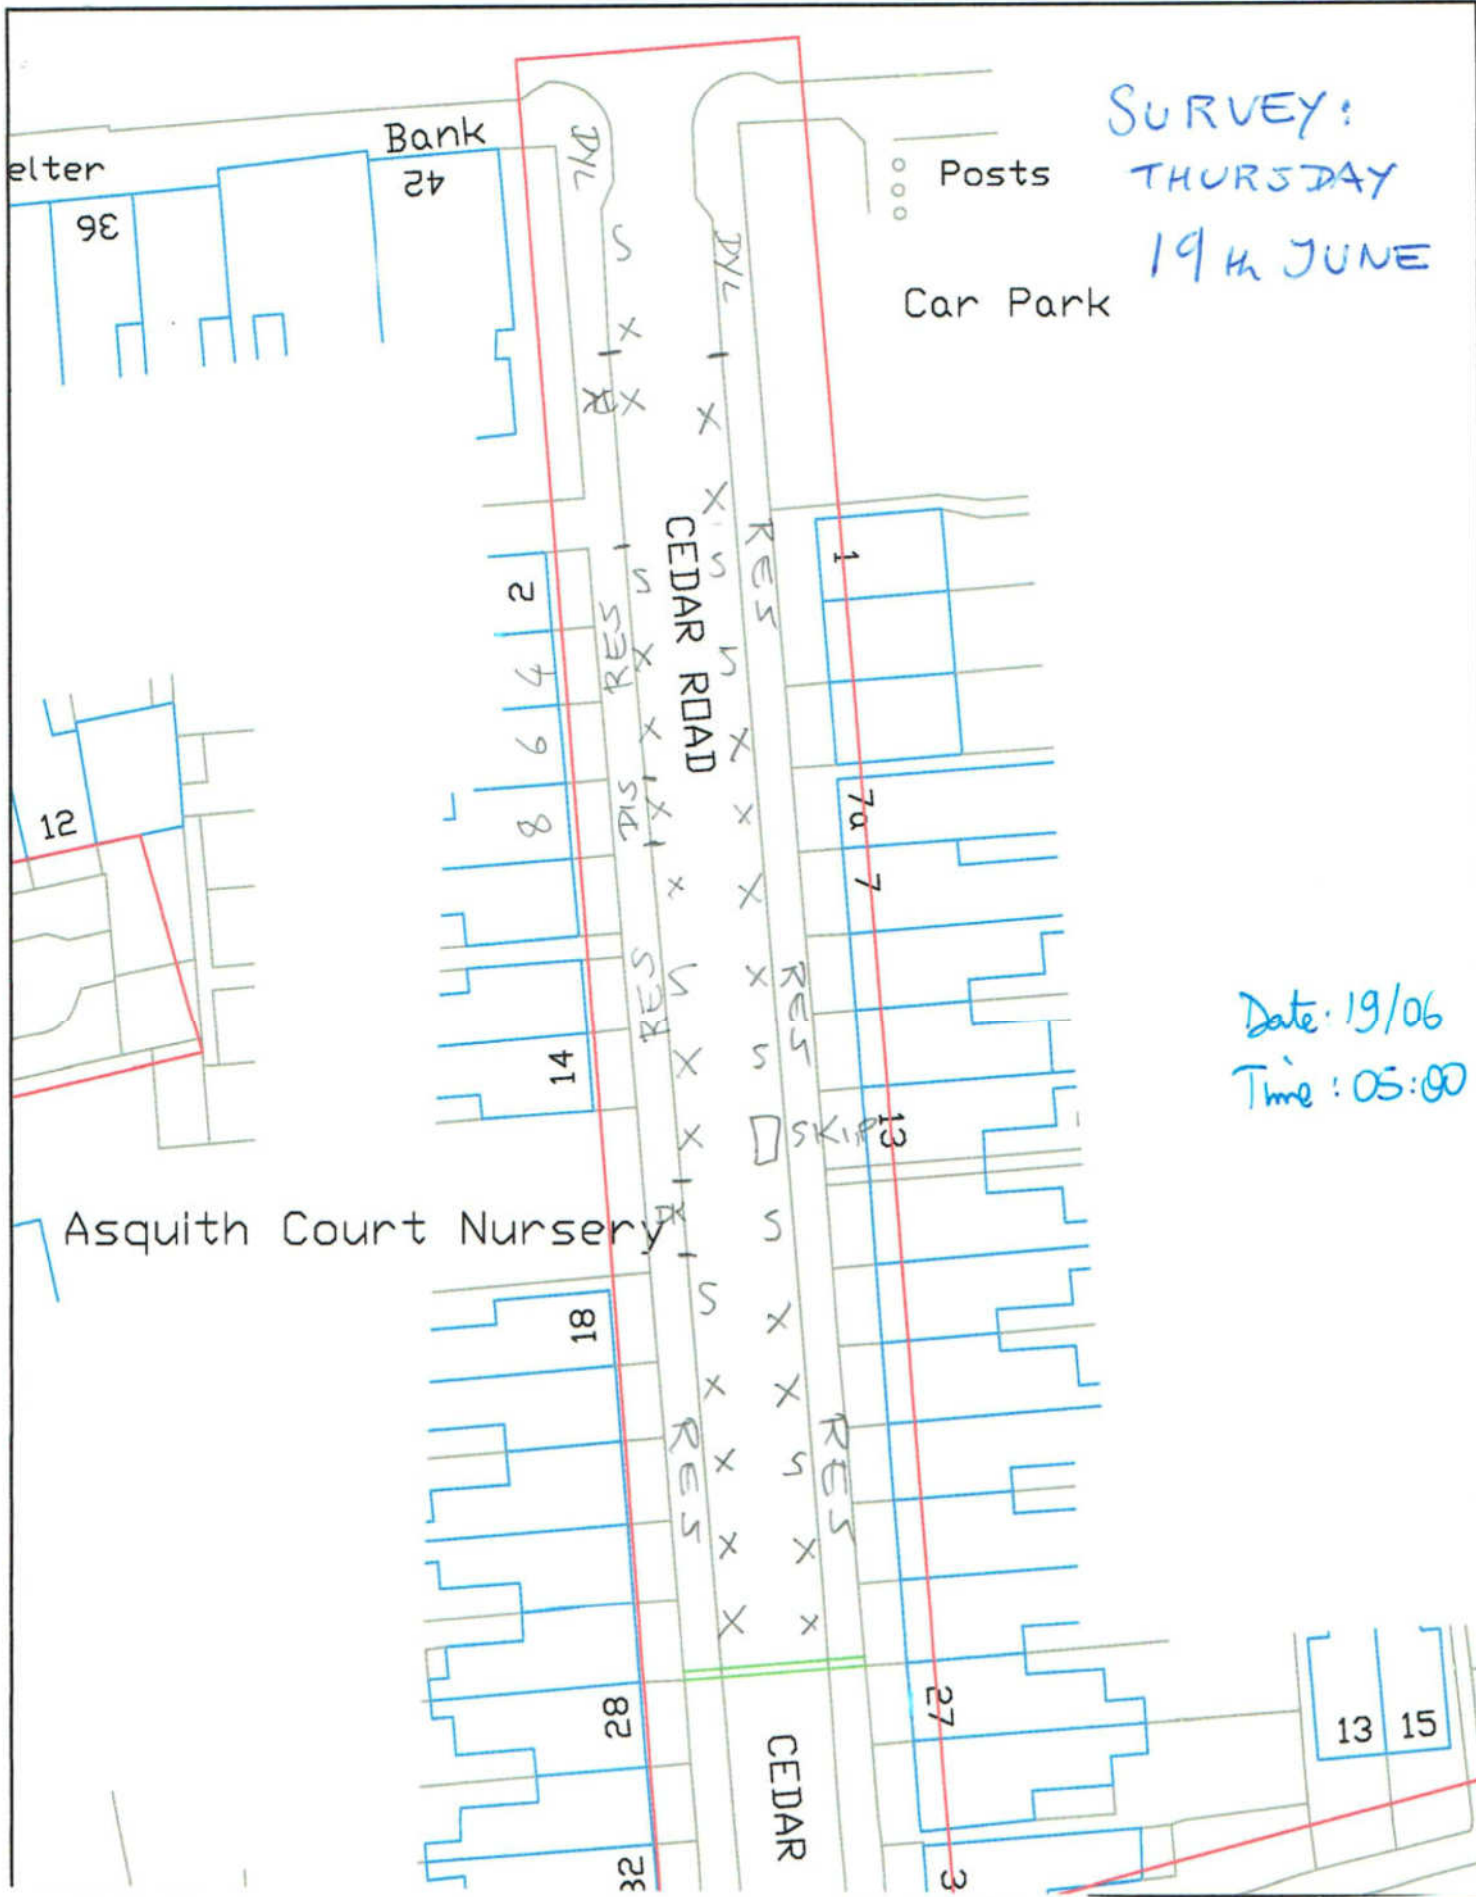 SURVEY:
THURSDAY
19th JUNE
elter
36
Bank
42
DYL
S
X
DYL
Posts
Car Park
X
X
X
CEDAR ROAD
RES
1
2
S
S
RES
4
X
S
6
X
X
8
DIS
X
X
7a
7
12
X
X
RES
S
X
RES
14
X
S
Date: 19/06
Time: 05:00
X
SKIP
13
Asquith Court Nursery
S
18
S
X
X
X
RES
X
S
RES
X
X
X
X
28
27
13
15
CEDAR
32
3